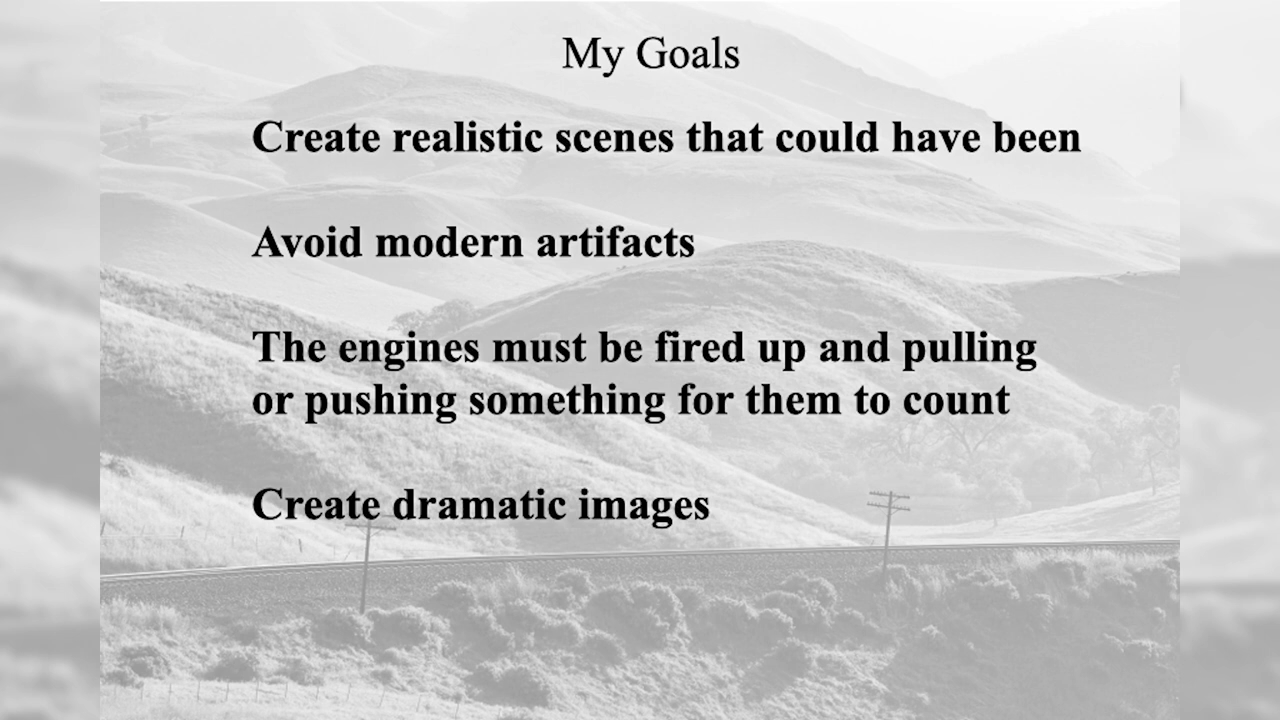 My Goals
Create realistic scenes that could have been
Avoid modern artifacts
The engines must be fired up and pulling
or pushing something for them to count
Create dramatic images